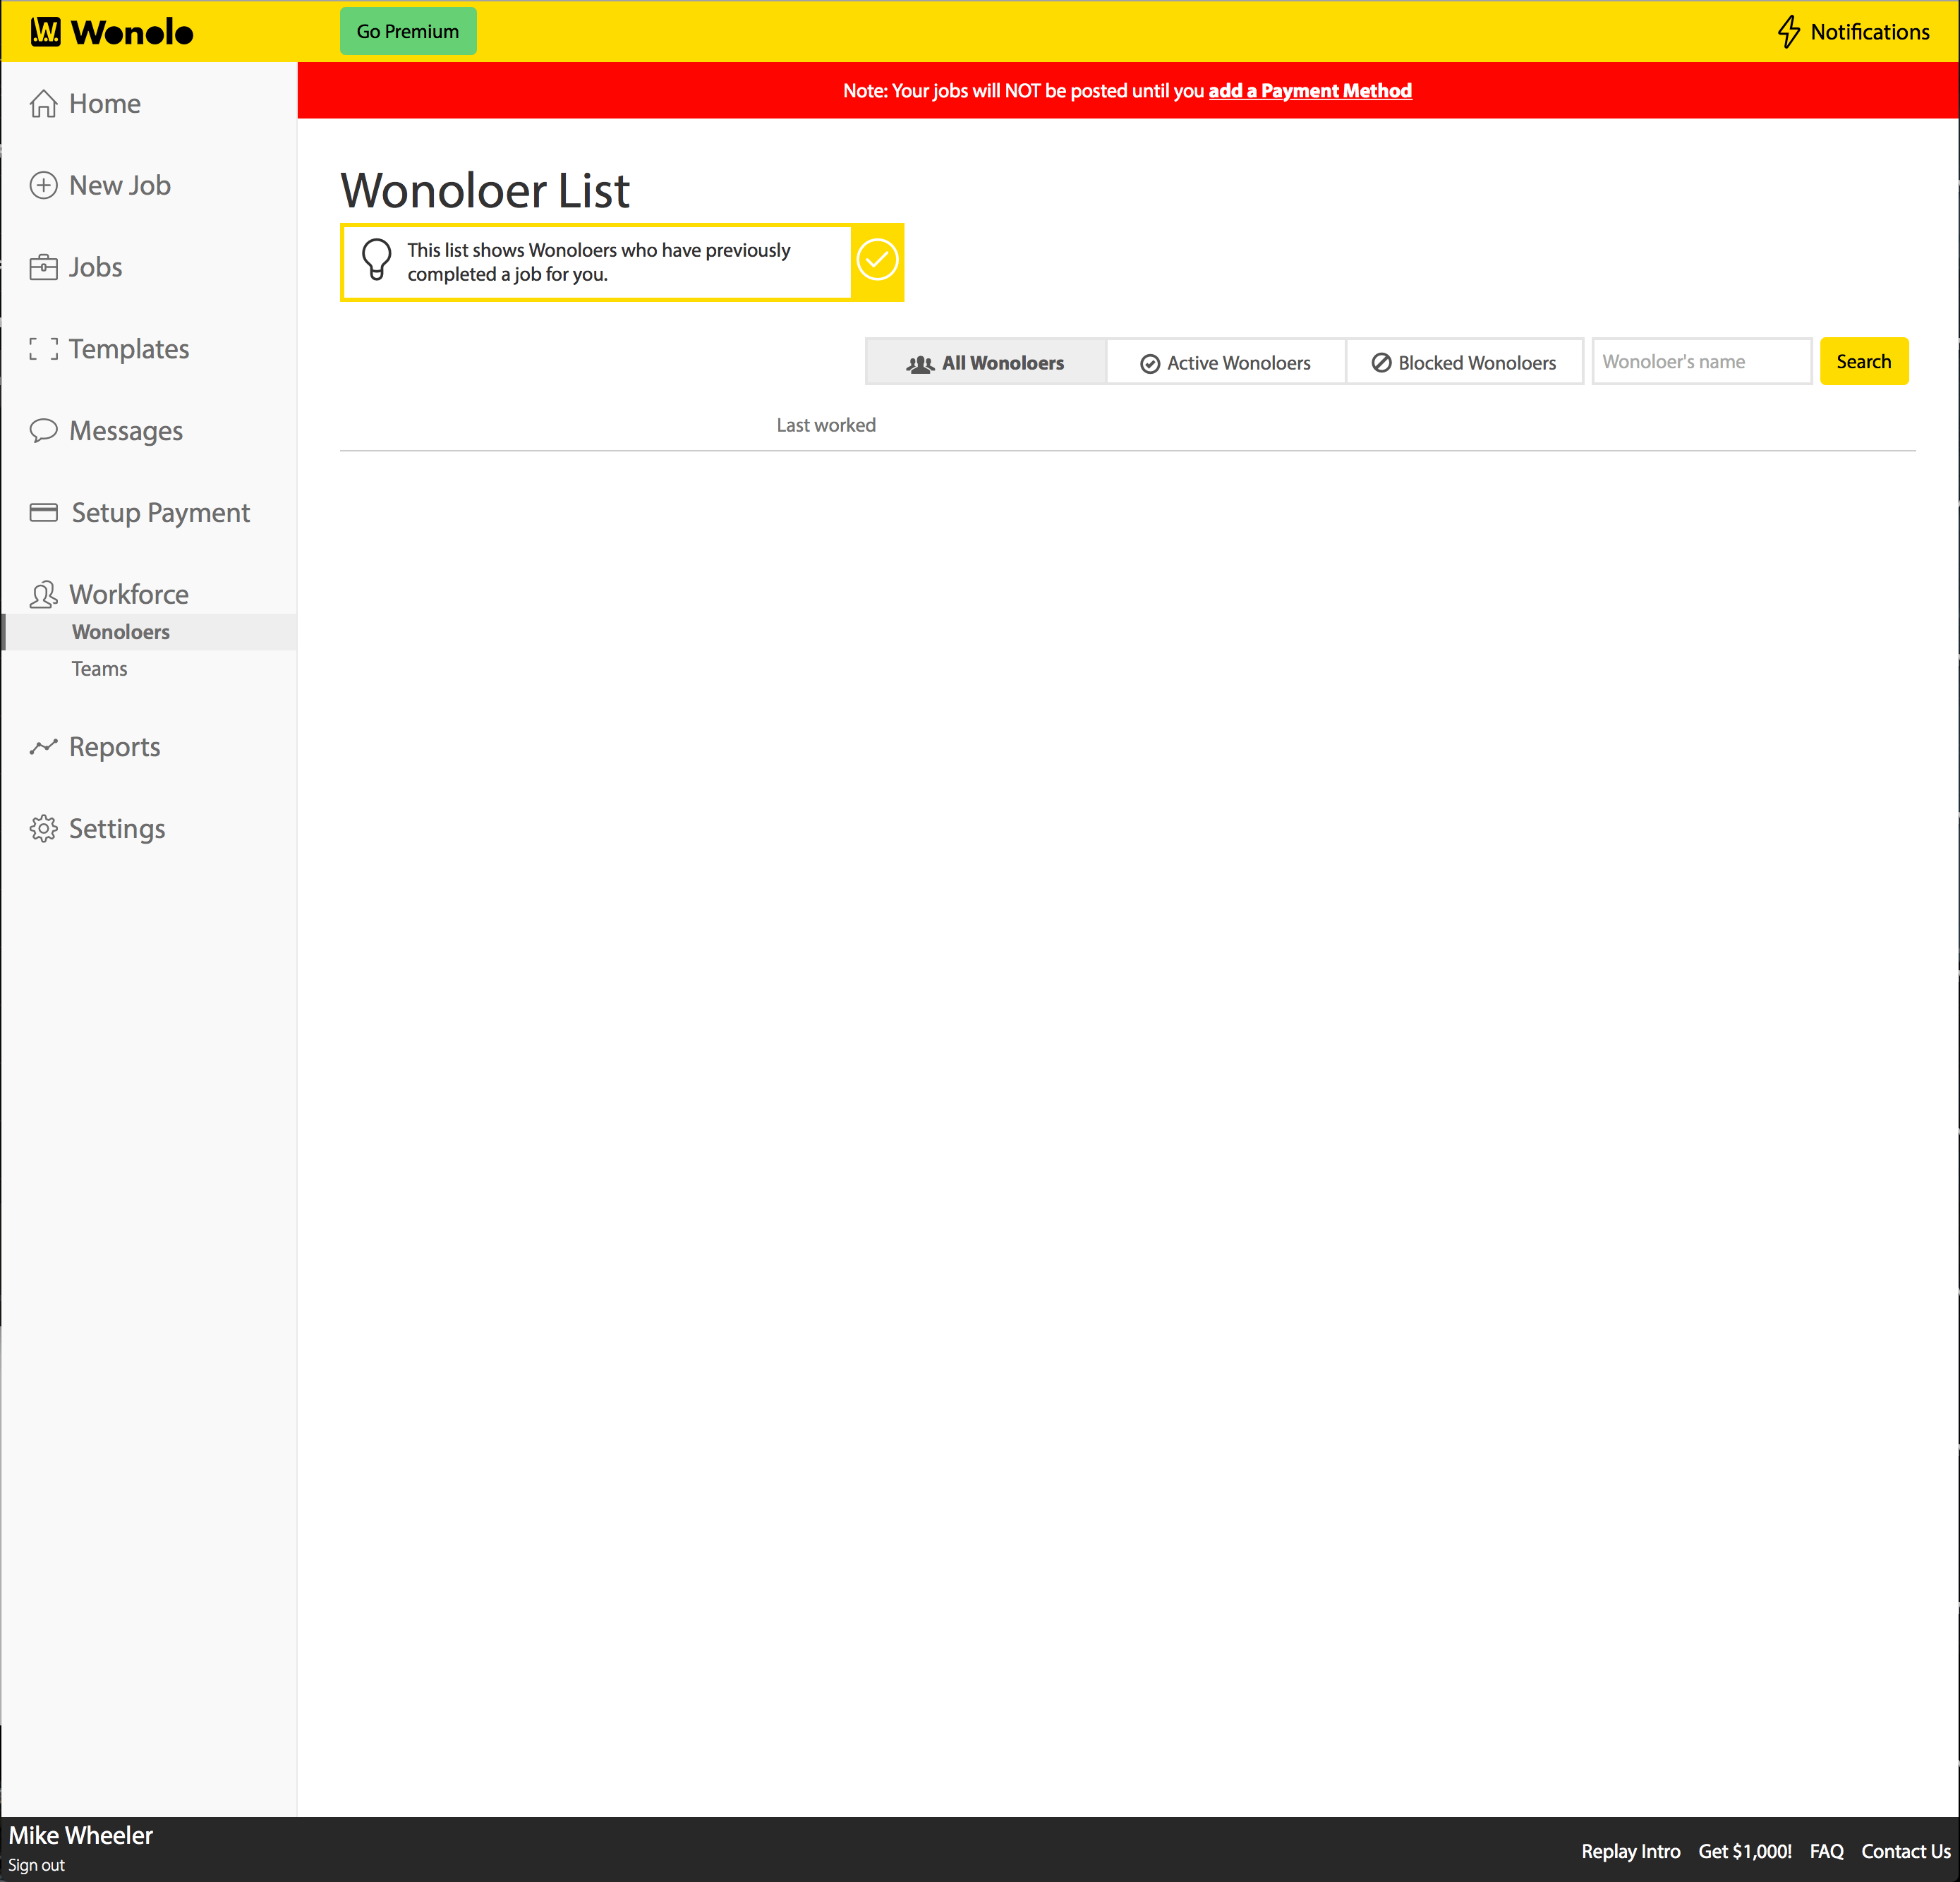 W. Wonolo
Go Premium
Notifications
Note: Your jobs will NOT be posted until you add a Payment Method
Home
New Job
Jobs
Templates
Messages
Setup Payment
Workforce
Wonoloers
Teams
Reports
Settings
Wonoloer List
This list shows Wonoloers who have previously
completed a job for you.
All Wonoloers
Active Wonoloers
Blocked Wonoloers
Wonoloer's name
Search
Last worked
Mike Wheeler
Sign out
Replay Intro Get $1,000! FAQ Contact Us